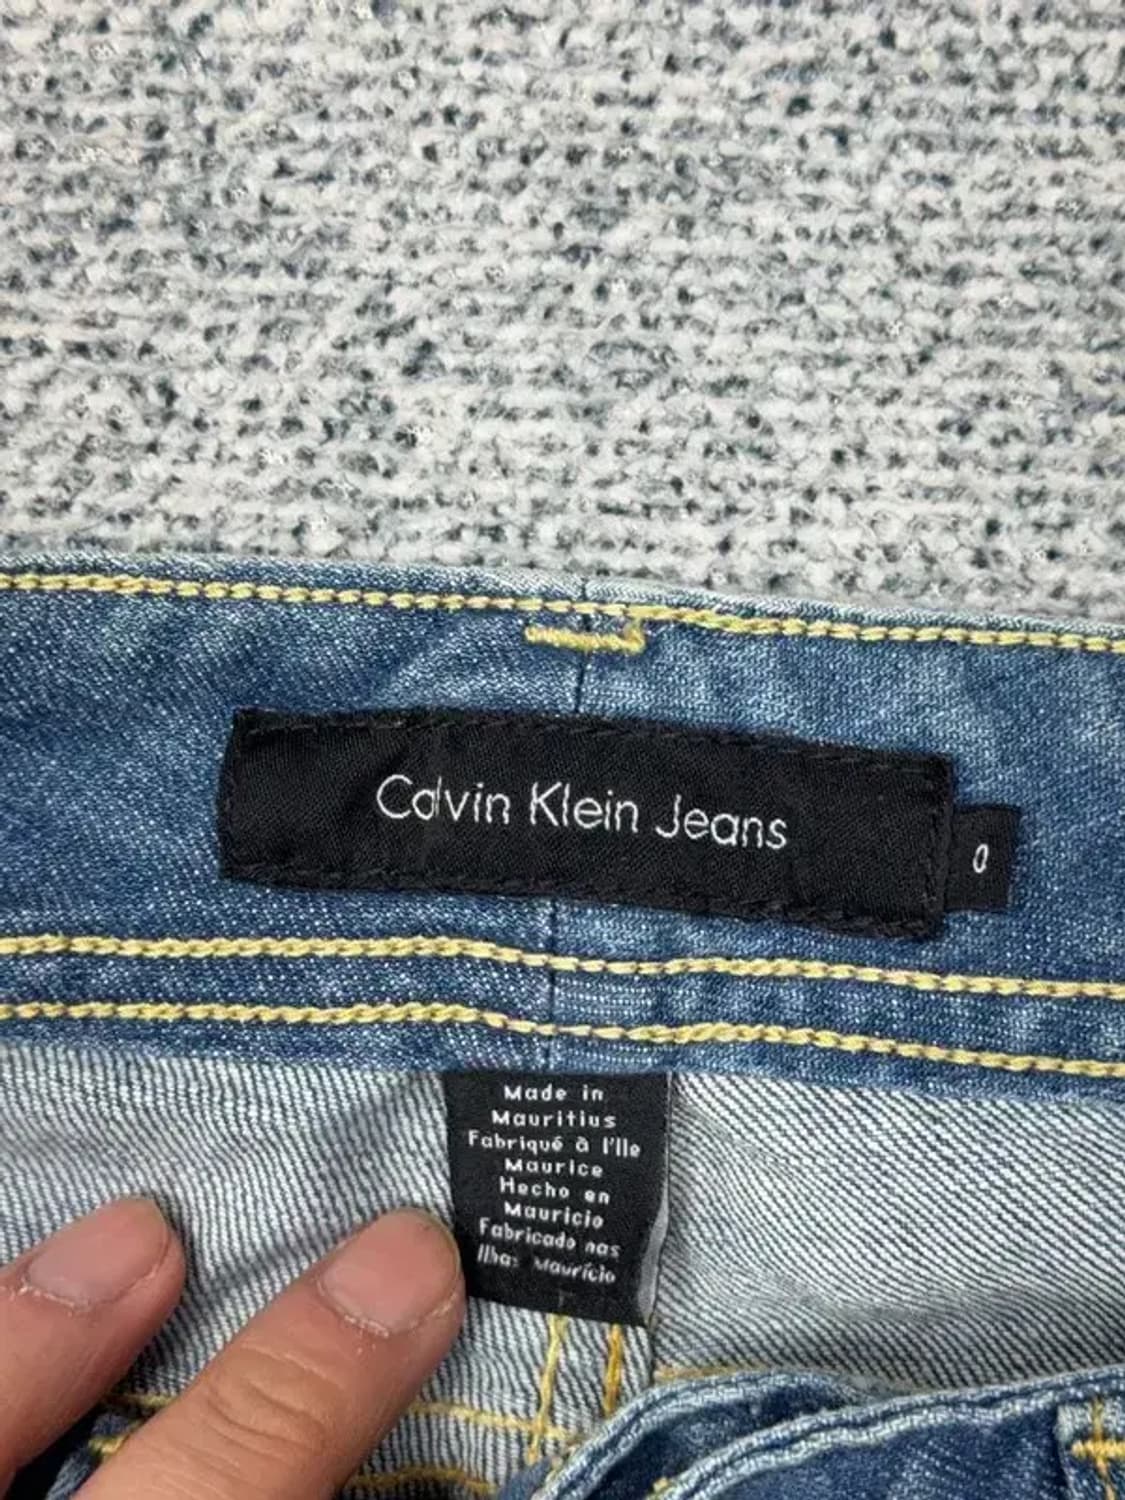 Calvin Klein Jeans
0
Made in
Mauritius
Fabriqué à l'Ile
Maurice
Hecho en
Mauricio
Fabricado nas
Ilhas Maurício